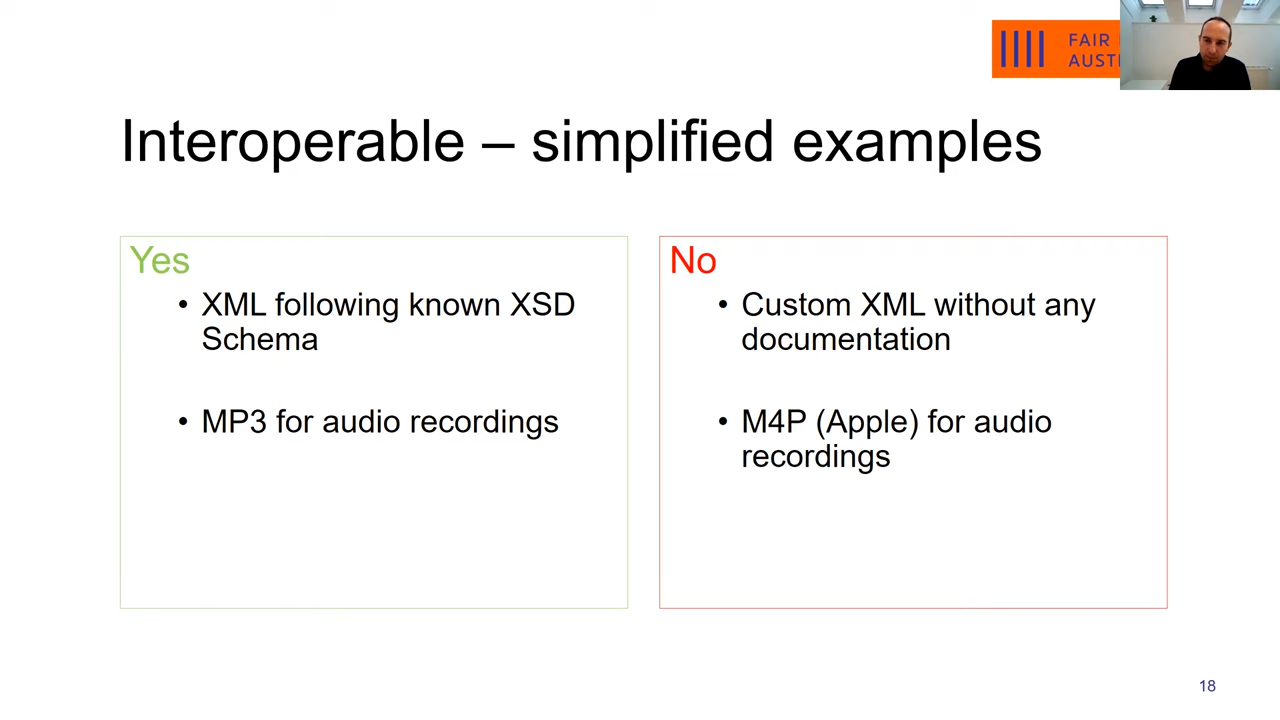 FAIR
AUST
Interoperable – simplified examples
Yes
• XML following known XSD
Schema
• MP3 for audio recordings
No
• Custom XML without any
documentation
• M4P (Apple) for audio
recordings
18